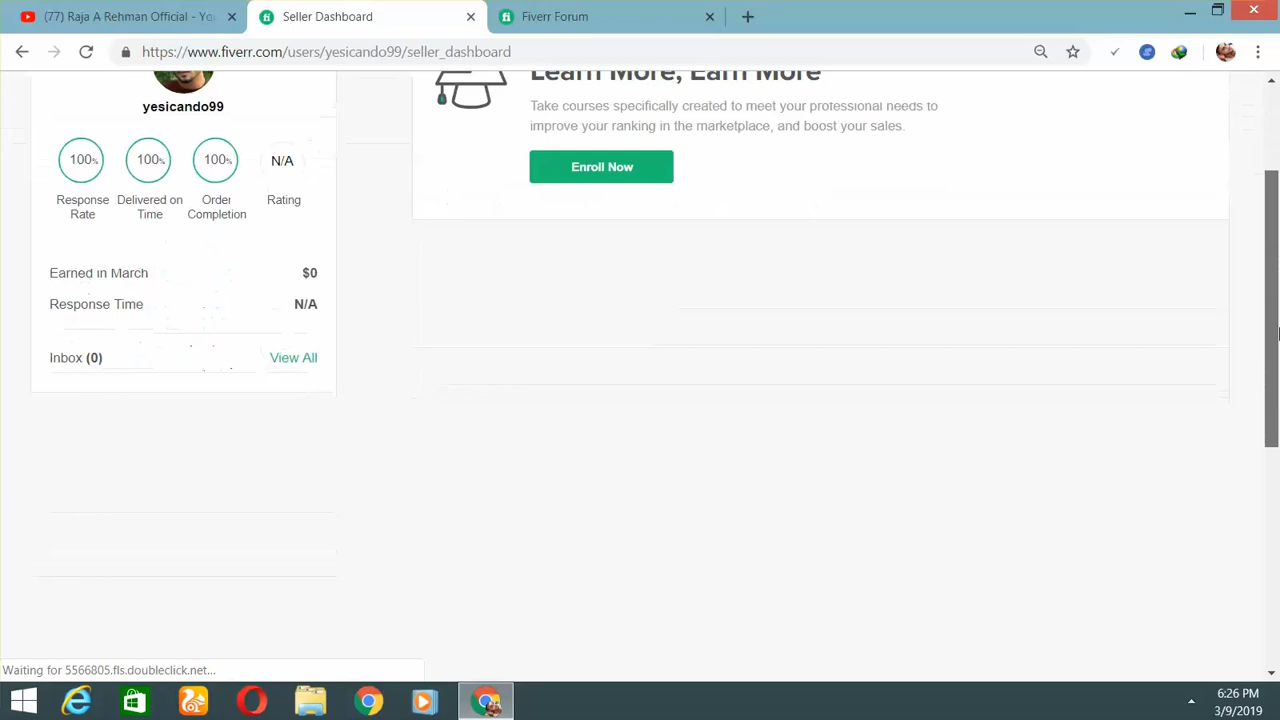 (77) Raja A Rehman Official - Yo
Seller Dashboard
Fiverr Forum
https://www.fiverr.com/users/yesicando99/seller_dashboard
yesicando99
100% 100% 100% N/A
Response Rate
Delivered on Time
Order Completion
Rating
Earned in March $0
Response Time N/A
Inbox (0) View All
Learn More, Earn More
Take courses specifically created to meet your professional needs to
improve your ranking in the marketplace, and boost your sales.
Enroll Now
Waiting for 5566805.fls.doubleclick.net...
6:26 PM
3/9/2019